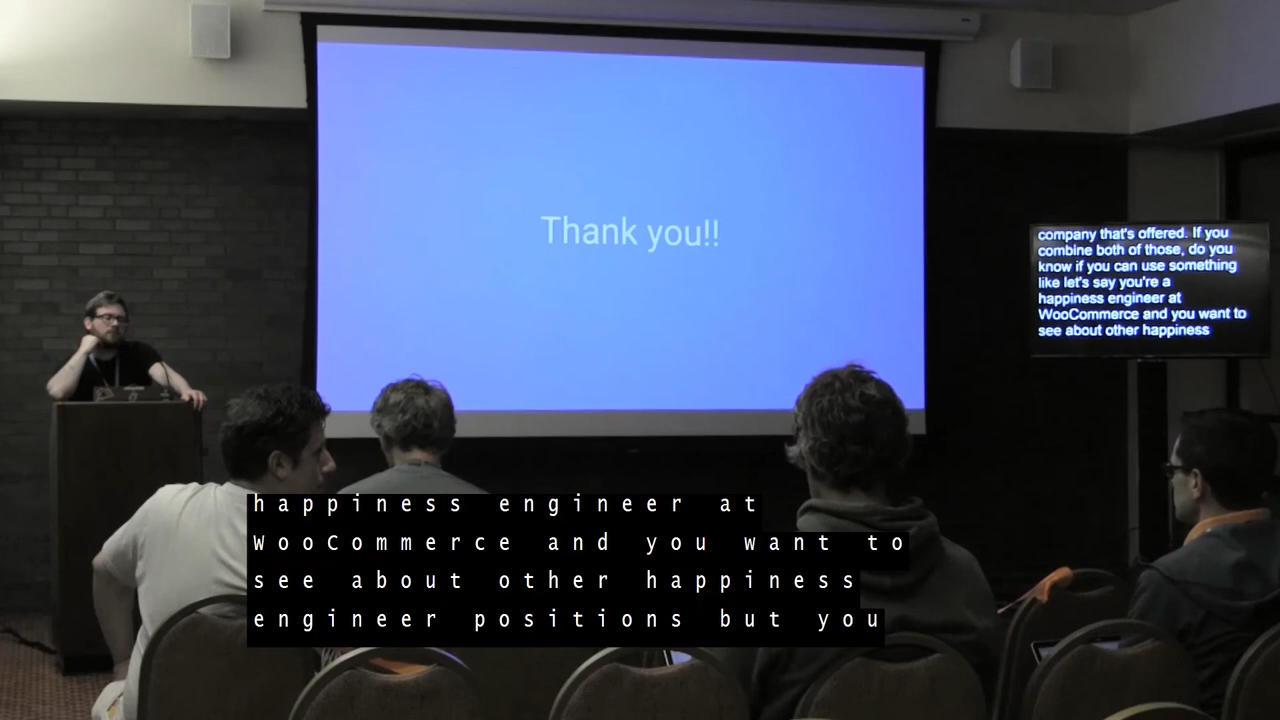 Thank you!!
company that's offered. If you
combine both of those, do you
know if you can use something
like let's say you're a
happiness engineer at
WooCommerce and you want to
see about other happiness
happiness engineer at
WooCommerce and you want to
see about other happiness
engineer positions but you